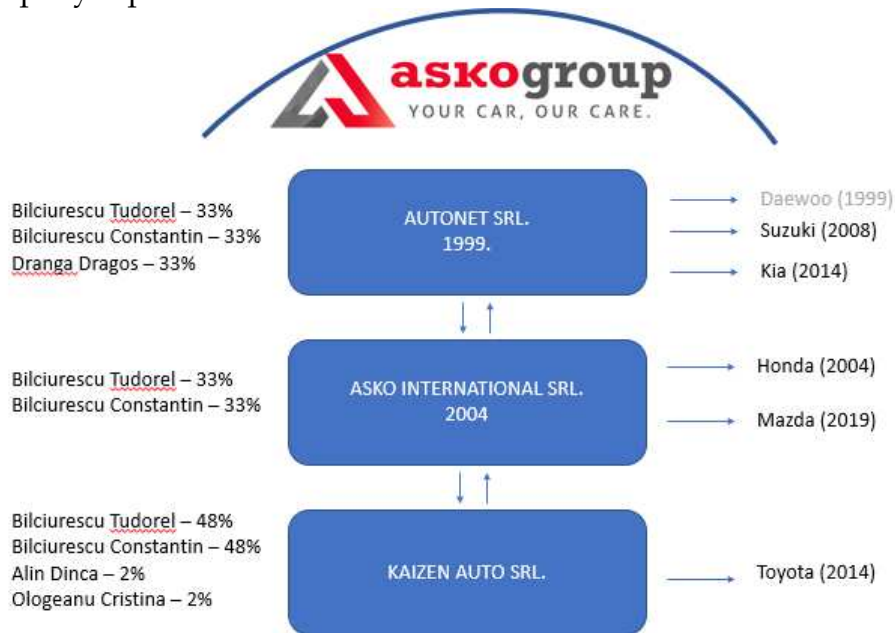 askogroup
YOUR CAR, OUR CARE.
Bilciurescu Tudorel – 33%
Bilciurescu Constantin – 33%
Dranga Dragos – 33%
AUTONET SRL.
1999.
Daewoo (1999)
Suzuki (2008)
Kia (2014)
Bilciurescu Tudorel – 33%
Bilciurescu Constantin – 33%
ASKO INTERNATIONAL SRL.
2004
Honda (2004)
Mazda (2019)
Bilciurescu Tudorel – 48%
Bilciurescu Constantin – 48%
Alin Dinca – 2%
Ologeanu Cristina – 2%
KAIZEN AUTO SRL.
Toyota (2014)